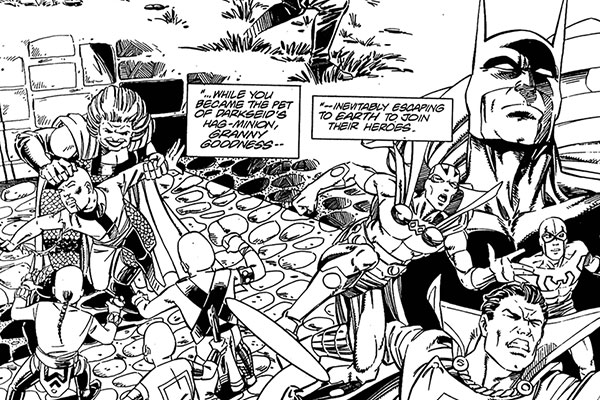 "...WHILE YOU
BECAME THE PET
OF DARKSEID'S
HAG-MINION,
GRANNY
GOODNESS--
"--INEVITABLY ESCAPING
TO EARTH TO JOIN
THEIR HEROES.